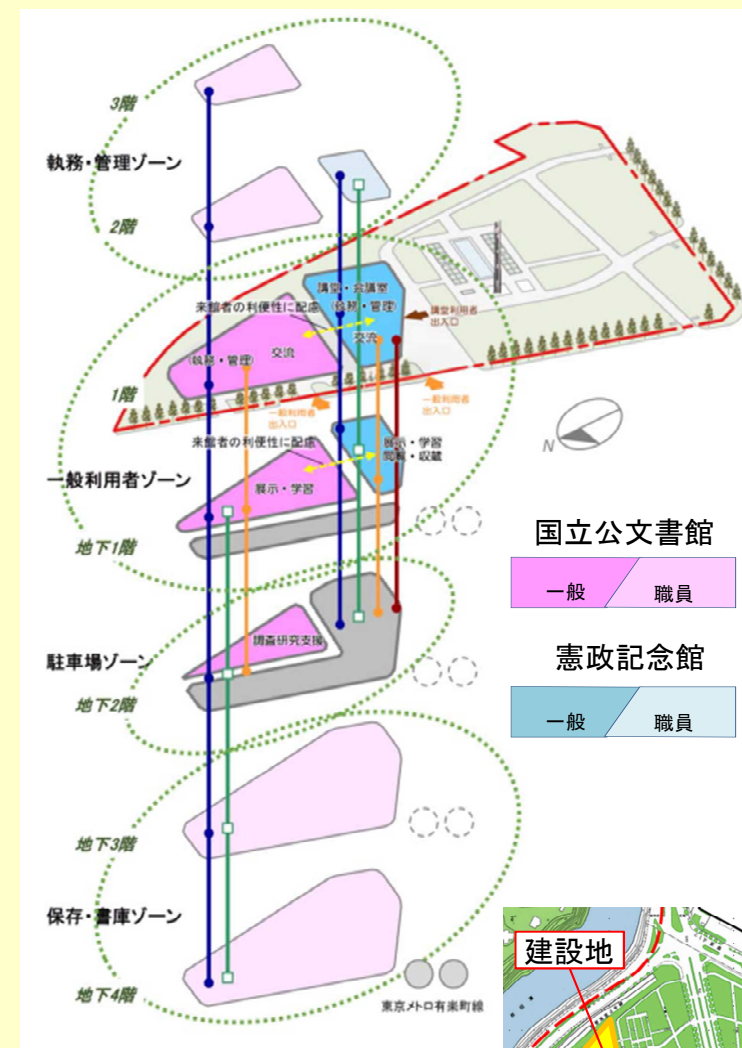 3階
執務・管理ゾーン
2階
講堂・会議室
(執務・管理)
来館者の利便性に配慮
講堂利用者
出入口
交流
交流
(執務・管理)
1階
一般利用者
出入口
一般利用者
出入口
来館者の利便性に配慮
展示・学習
閲覧・収蔵
N
一般利用者ゾーン
展示・学習
地下1階
国立公文書館
一般
職員
調査研究支援
駐車場ゾーン
憲政記念館
地下2階
一般
職員
地下3階
保存・書庫ゾーン
建設地
地下4階
東京メトロ有楽町線